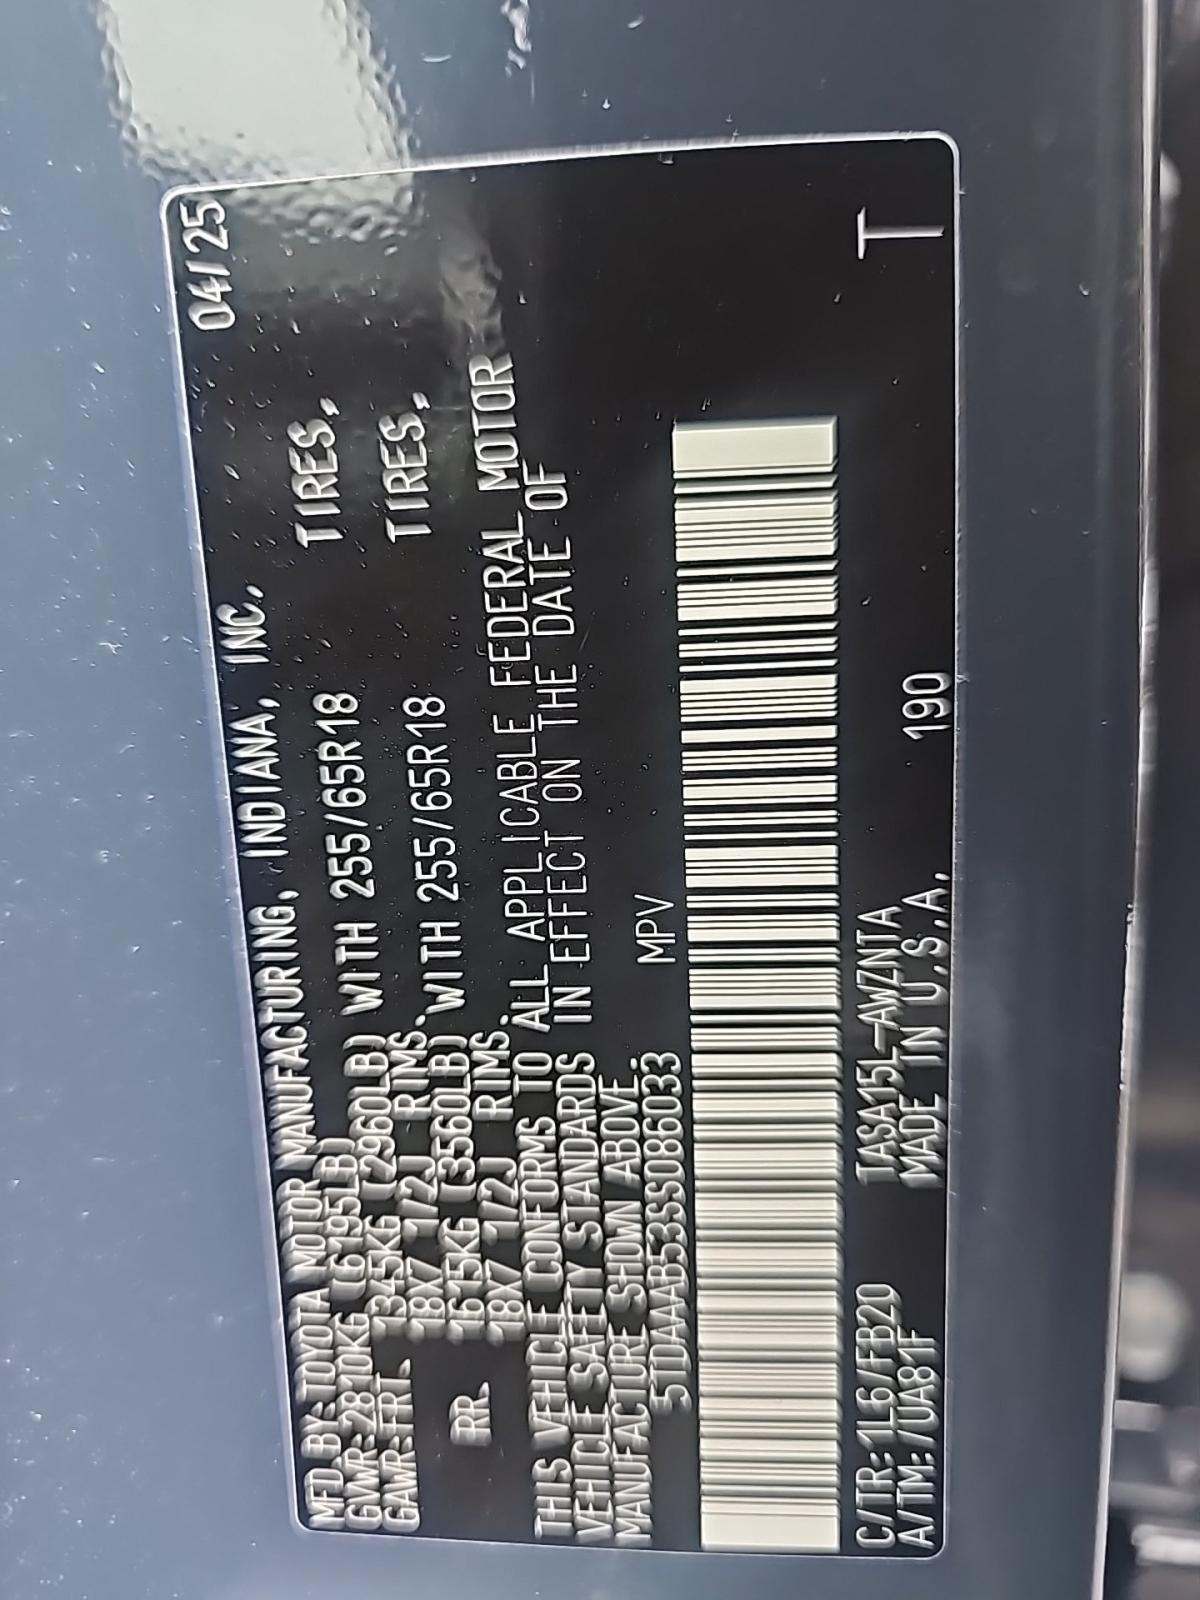 04/25
MFD. BY: TOYOTA MOTOR MANUFACTURING, INDIANA, INC.
GVWR: 2810KG (6195LB)
GAWR: FRT. 1345KG (2960LB) WITH 255/65R18 TIRES,
18X7 1/2J RIMS.
RR. 1615KG (3560LB) WITH 255/65R18 TIRES,
18X7 1/2J RIMS.
THIS VEHICLE CONFORMS TO ALL APPLICABLE FEDERAL MOTOR
VEHICLE SAFETY STANDARDS IN EFFECT ON THE DATE OF
MANUFACTURE SHOWN ABOVE.
5TDAAAB53SS086033 MPV
C/TR: 1L6/FB20 TASA15L-AWZNTA T
A/TM: /UA81F MADE IN U.S.A. 190